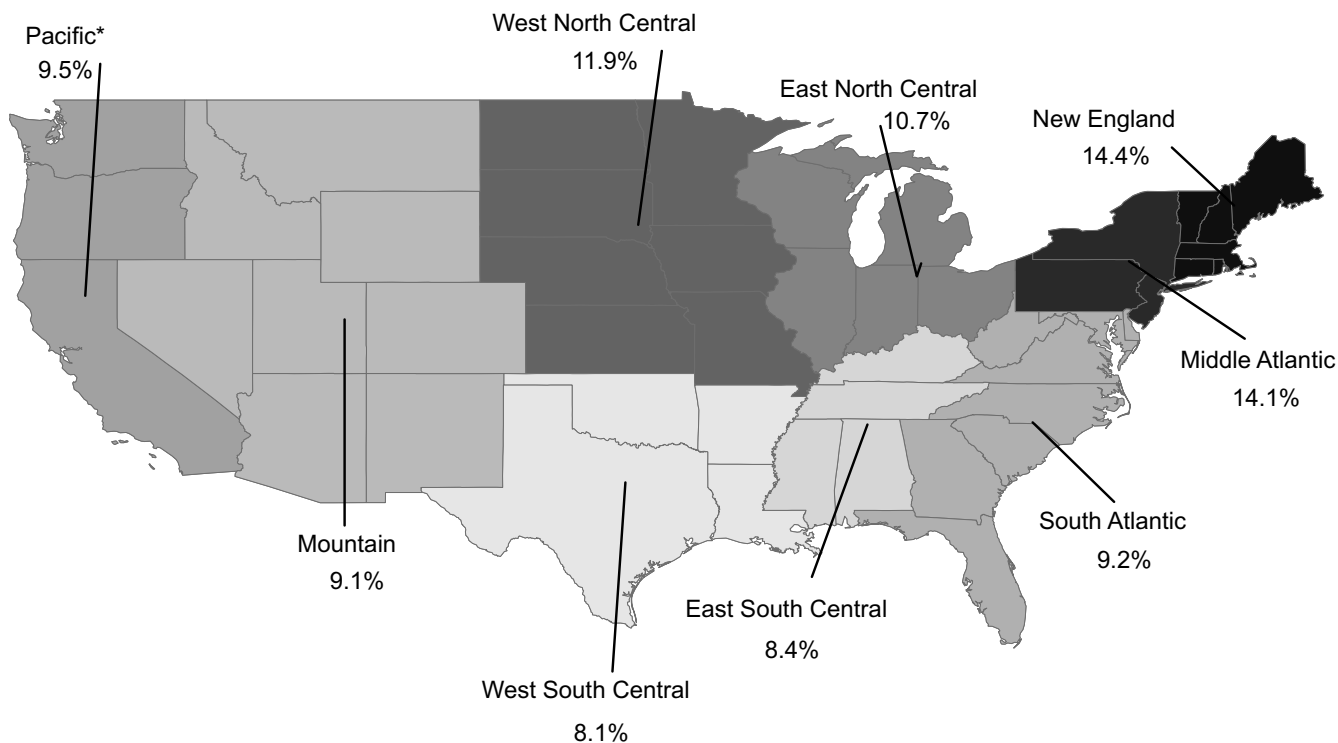 Pacific*
9.5%
West North Central
11.9%
East North Central
10.7%
New England
14.4%
Middle Atlantic
14.1%
South Atlantic
9.2%
Mountain
9.1%
East South Central
8.4%
West South Central
8.1%